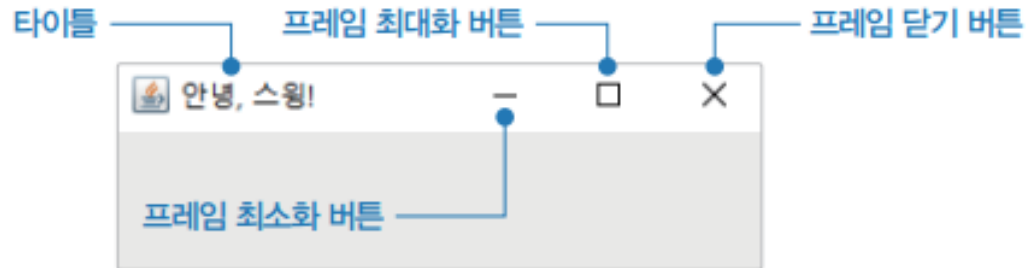 타이틀
프레임 최대화 버튼
프레임 닫기 버튼
안녕, 스윙!
프레임 최소화 버튼